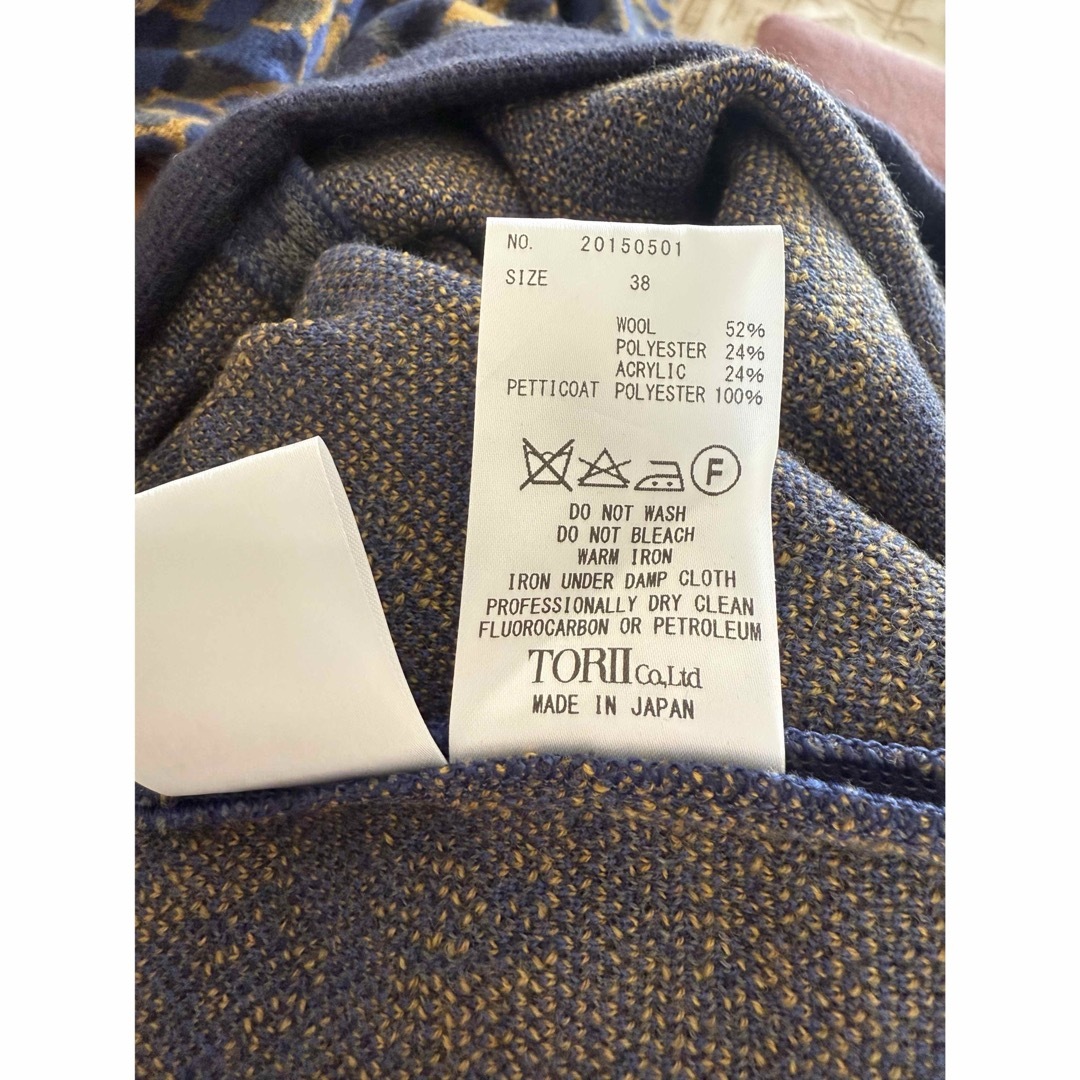 NO. 20150501
SIZE 38
WOOL 52%
POLYESTER 24%
ACRYLIC 24%
PETTICOAT POLYESTER 100%
F
DO NOT WASH
DO NOT BLEACH
WARM IRON
IRON UNDER DAMP CLOTH
PROFESSIONALLY DRY CLEAN
FLUOROCARBON OR PETROLEUM
TORII Co.,Ltd
MADE IN JAPAN